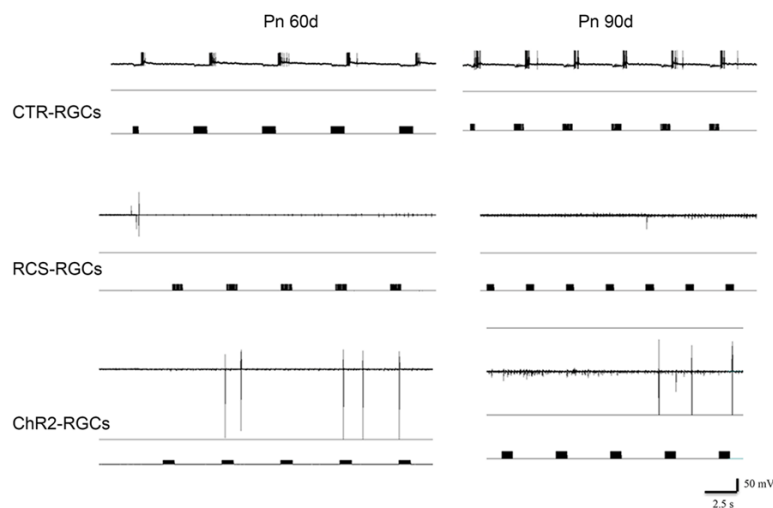 Pn 60d
Pn 90d
CTR-RGCs
RCS-RGCs
ChR2-RGCs
50 mV
2.5 s